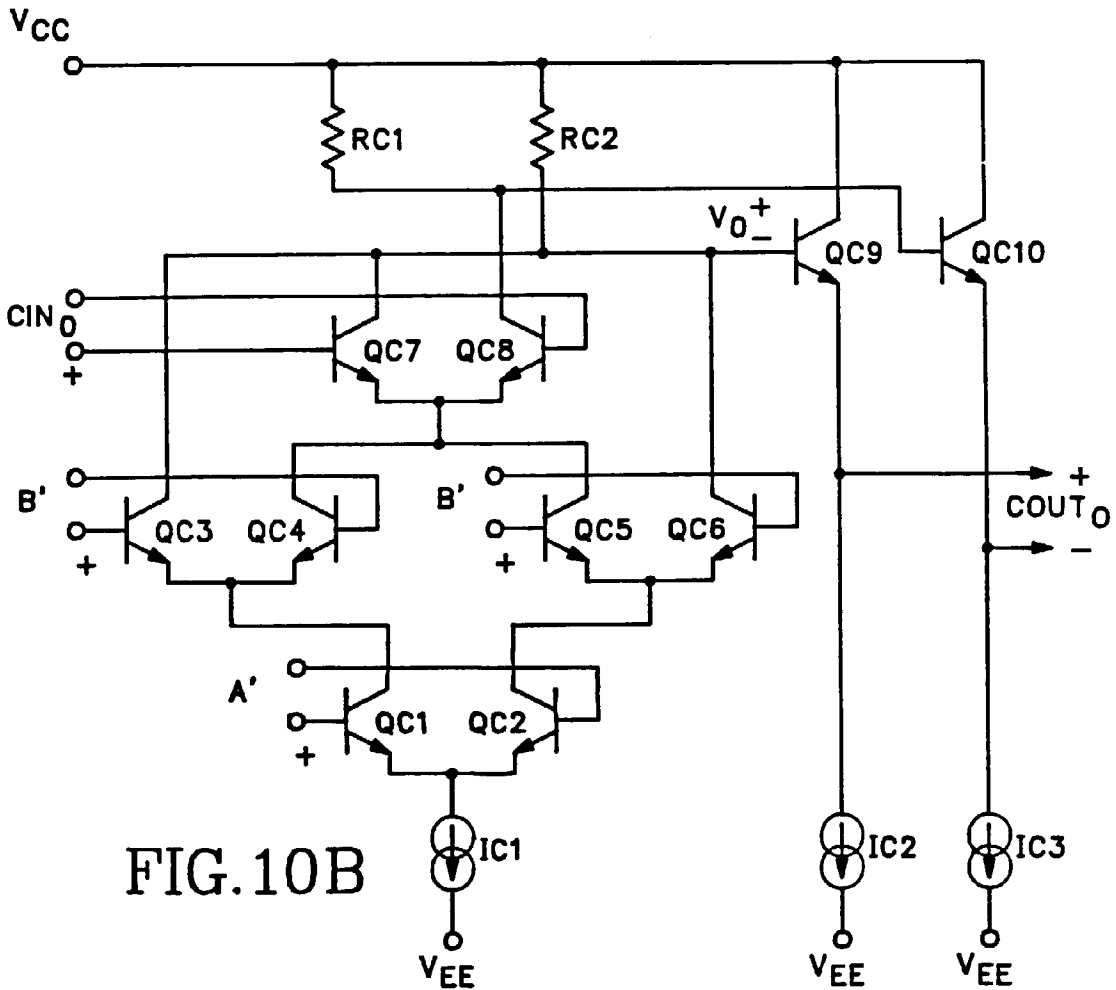 VCC
RC1
RC2
V0 + -
QC9
QC10
CIN0
+
QC7
QC8
B'
+
QC3
QC4
B'
+
QC5
QC6
+
COUT0
-
A'
+
QC1
QC2
IC1
IC2
IC3
FIG.10B
VEE
VEE
VEE